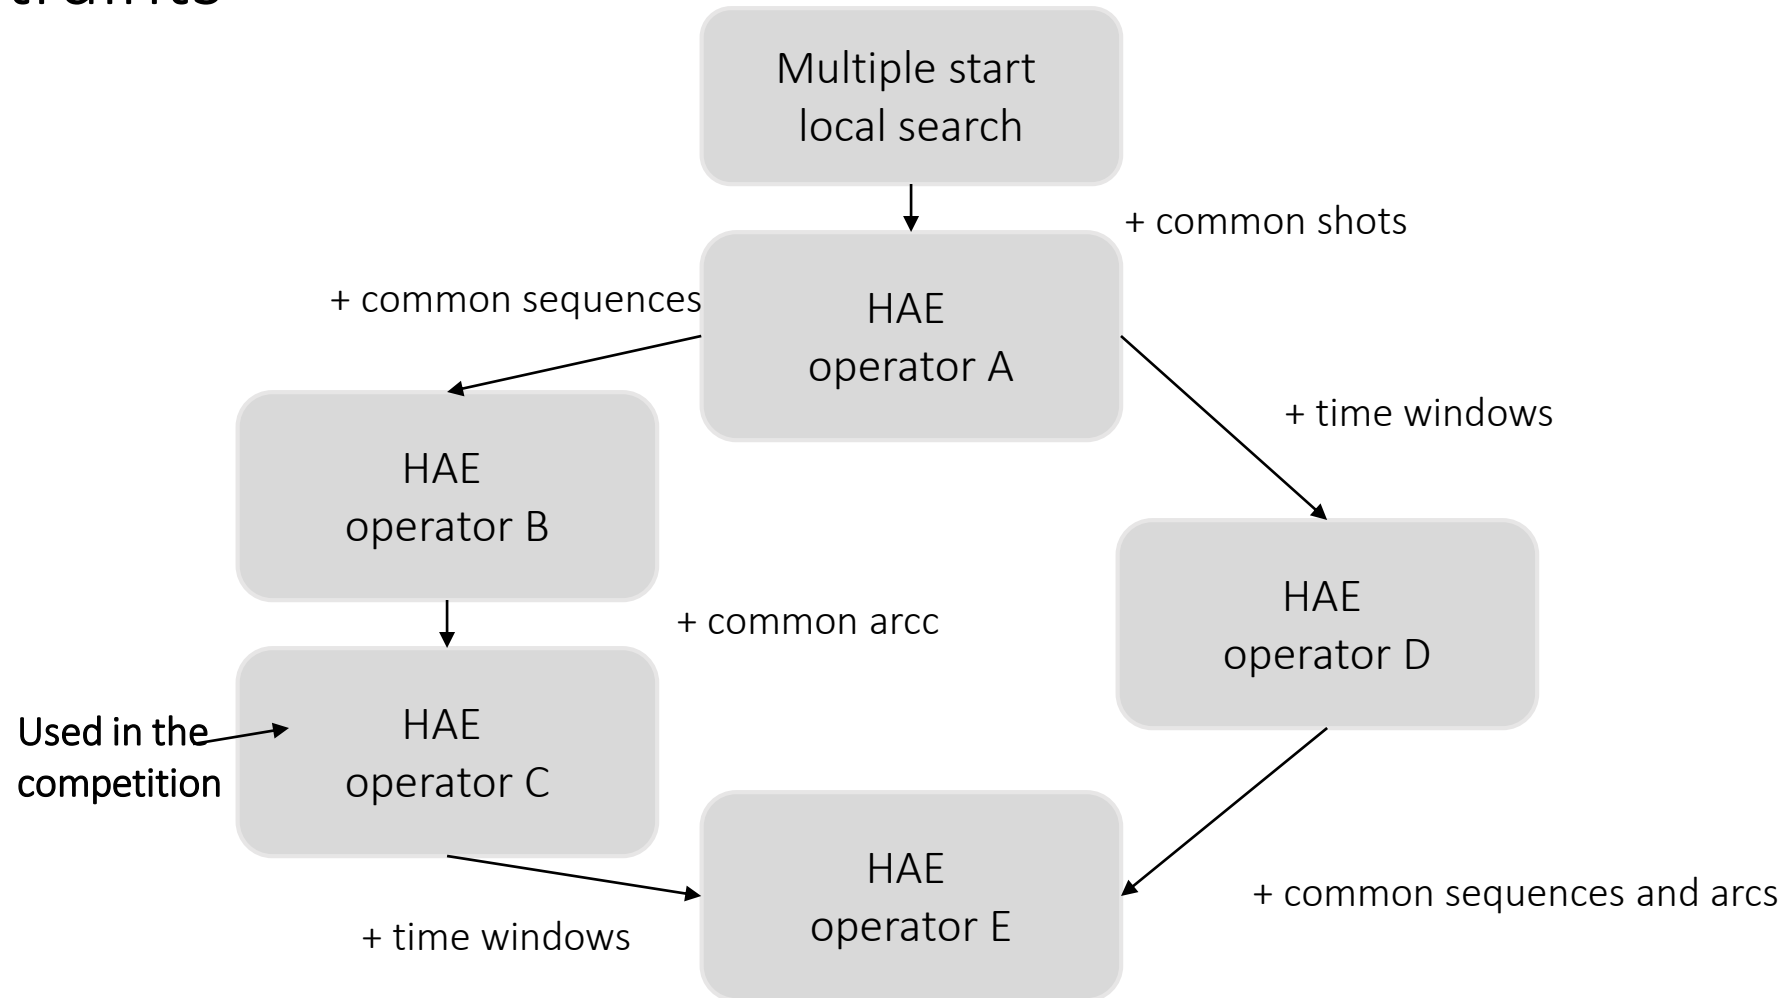 Multiple start
local search
+ common shots
+ common sequences
HAE
operator A
+ time windows
HAE
operator B
HAE
operator D
+ common arcc
Used in the
competition
HAE
operator C
HAE
operator E
+ common sequences and arcs
+ time windows